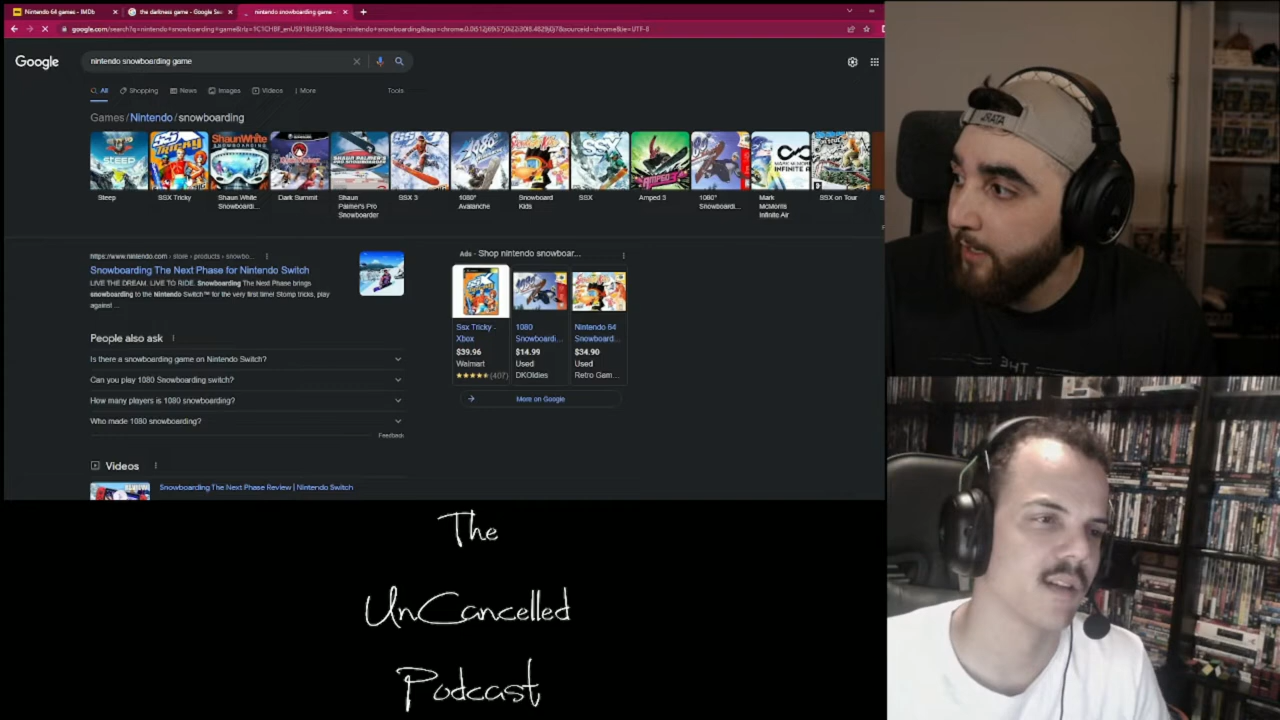 Nintendo 64 games - IMDb
the darkness game - Google Sea
nintendo snowboarding game -
Google
nintendo snowboarding game
All Shopping News Images Videos More Tools
Games / Nintendo / snowboarding
Steep
SSX Tricky
Shaun White Snowboardi...
Dark Summit
Shaun Palmer's Pro Snowboarder
SSX 3
1080° Avalanche
Snowboard Kids
SSX
Amped 3
1080° Snowboardi...
Mark McMorris Infinite Air
SSX on Tour
https://www.nintendo.com › store › products › snowbo...
Snowboarding The Next Phase for Nintendo Switch
LIVE THE DREAM. LIVE TO RIDE. Snowboarding The Next Phase brings
snowboarding to the Nintendo Switch™ for the very first time! Stomp tricks, play
against ...
Ads - Shop nintendo snowboar...
Ssx Tricky - Xbox
$39.96
Walmart
(407)
1080 Snowboardi...
$14.99
Used
DKOldies
Nintendo 64 Snowboard...
$34.90
Used
Retro Gam...
More on Google
People also ask
Is there a snowboarding game on Nintendo Switch?
Can you play 1080 Snowboarding switch?
How many players is 1080 snowboarding?
Who made 1080 snowboarding?
Feedback
Videos
Snowboarding The Next Phase Review | Nintendo Switch
The
UnCancelled
Podcast